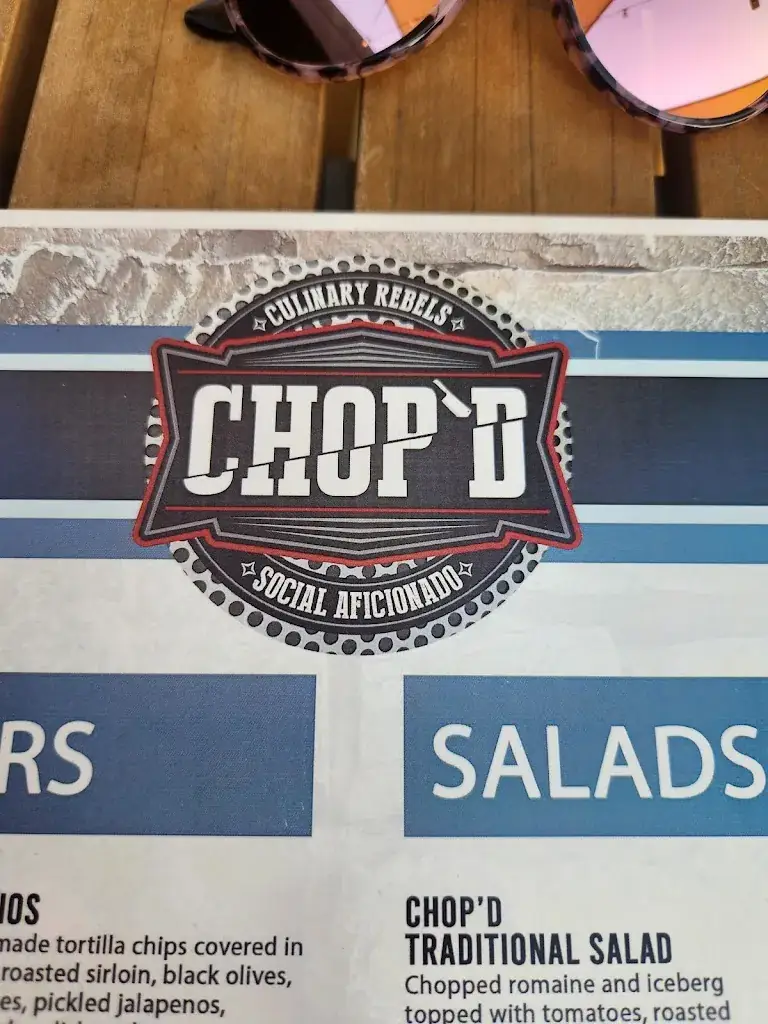 CULINARY REBELS
CHOP'D
SOCIAL AFICIONADO
RS
made tortilla chips covered in
roasted sirloin, black olives,
es, pickled jalapenos,
SALADS
CHOP'D
TRADITIONAL SALAD
Chopped romaine and iceberg
topped with tomatoes, roasted